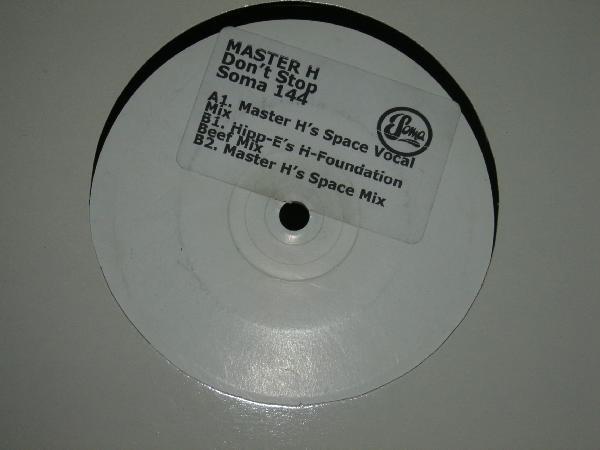 MASTER H
Don't Stop
Soma 144
A1. Master H's Space Vocal
Mix
B1. Hipp-E's H-Foundation
Beef Mix
B2. Master H's Space Mix
Soma